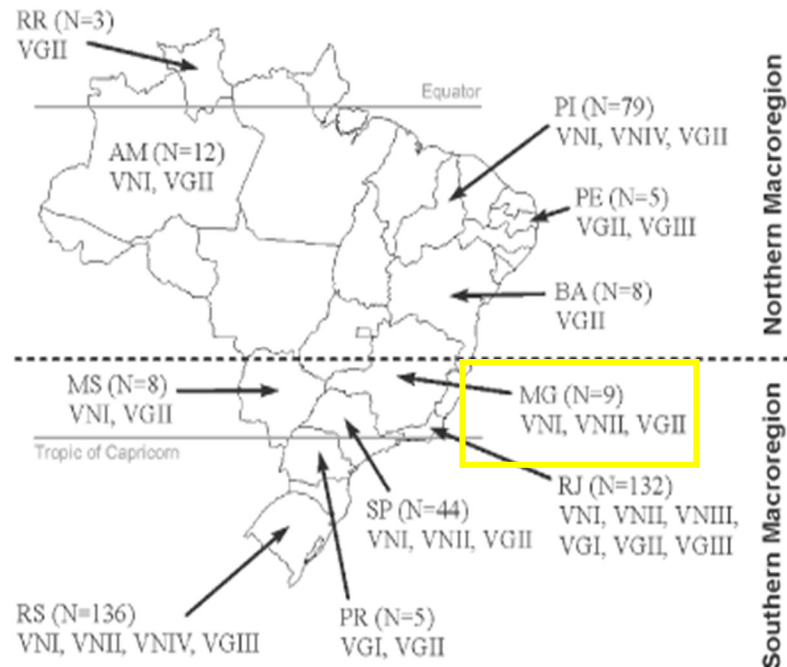 RR (N=3)
VGII
Equator
PI (N=79)
VNI, VNIV, VGII
AM (N=12)
VNI, VGII
PE (N=5)
VGII, VGIII
BA (N=8)
VGII
Northern Macroregion
MS (N=8)
VNI, VGII
MG (N=9)
VNI, VNII, VGII
Tropic of Capricorn
RJ (N=132)
VNI, VNII, VNIII,
VGI, VGII, VGIII
SP (N=44)
VNI, VNII, VGII
RS (N=136)
VNI, VNII, VNIV, VGIII
PR (N=5)
VGI, VGII
Southern Macroregion